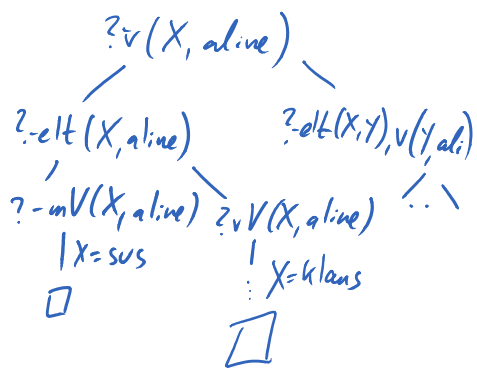 ?-v(X, aline)
?-elt(X, aline) ?-elt(X,Y), v(Y, ali)
?-mV(X, aline) ?vV(X, aline)
X=sus
X=klaus